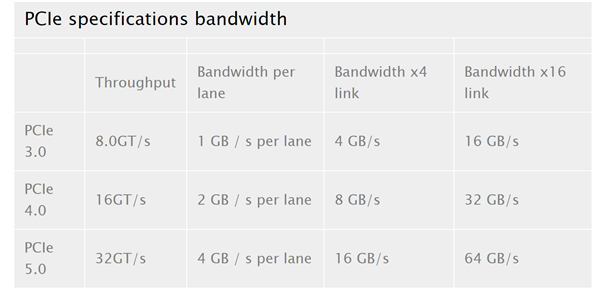 PCIe specifications bandwidth
Throughput
Bandwidth per
lane
Bandwidth x4
link
Bandwidth x16
link
PCIe
3.0
8.0GT/s
1 GB / s per lane
4 GB/s
16 GB/s
PCIe
4.0
16GT/s
2 GB / s per lane
8 GB/s
32 GB/s
PCIe
5.0
32GT/s
4 GB / s per lane
16 GB/s
64 GB/s